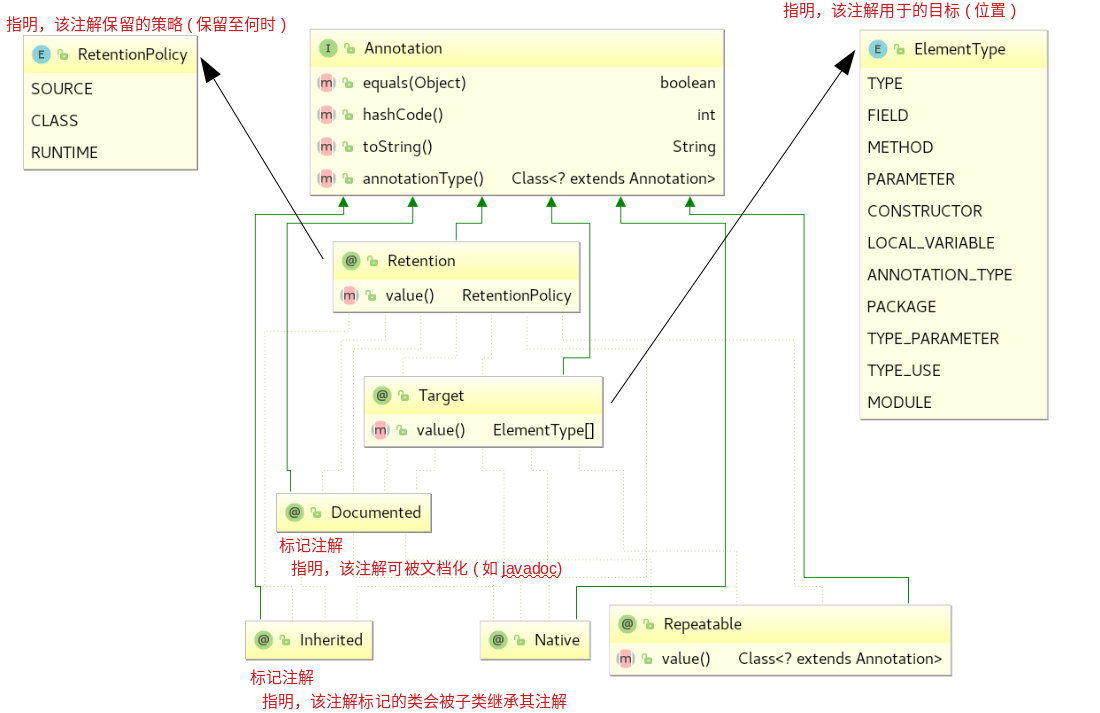 指明，该注解保留的策略 ( 保留至何时 )
E RetentionPolicy
SOURCE
CLASS
RUNTIME
I Annotation
m equals(Object) boolean
m hashCode() int
m toString() String
m annotationType() Class<? extends Annotation>
指明，该注解用于的目标 ( 位置 )
E ElementType
TYPE
FIELD
METHOD
PARAMETER
CONSTRUCTOR
LOCAL_VARIABLE
ANNOTATION_TYPE
PACKAGE
TYPE_PARAMETER
TYPE_USE
MODULE
@ Retention
m value() RetentionPolicy
@ Target
m value() ElementType[]
@ Documented
标记注解
指明，该注解可被文档化 ( 如 javadoc)
@ Inherited
标记注解
指明，该注解标记的类会被子类继承其注解
@ Native
@ Repeatable
m value() Class<? extends Annotation>